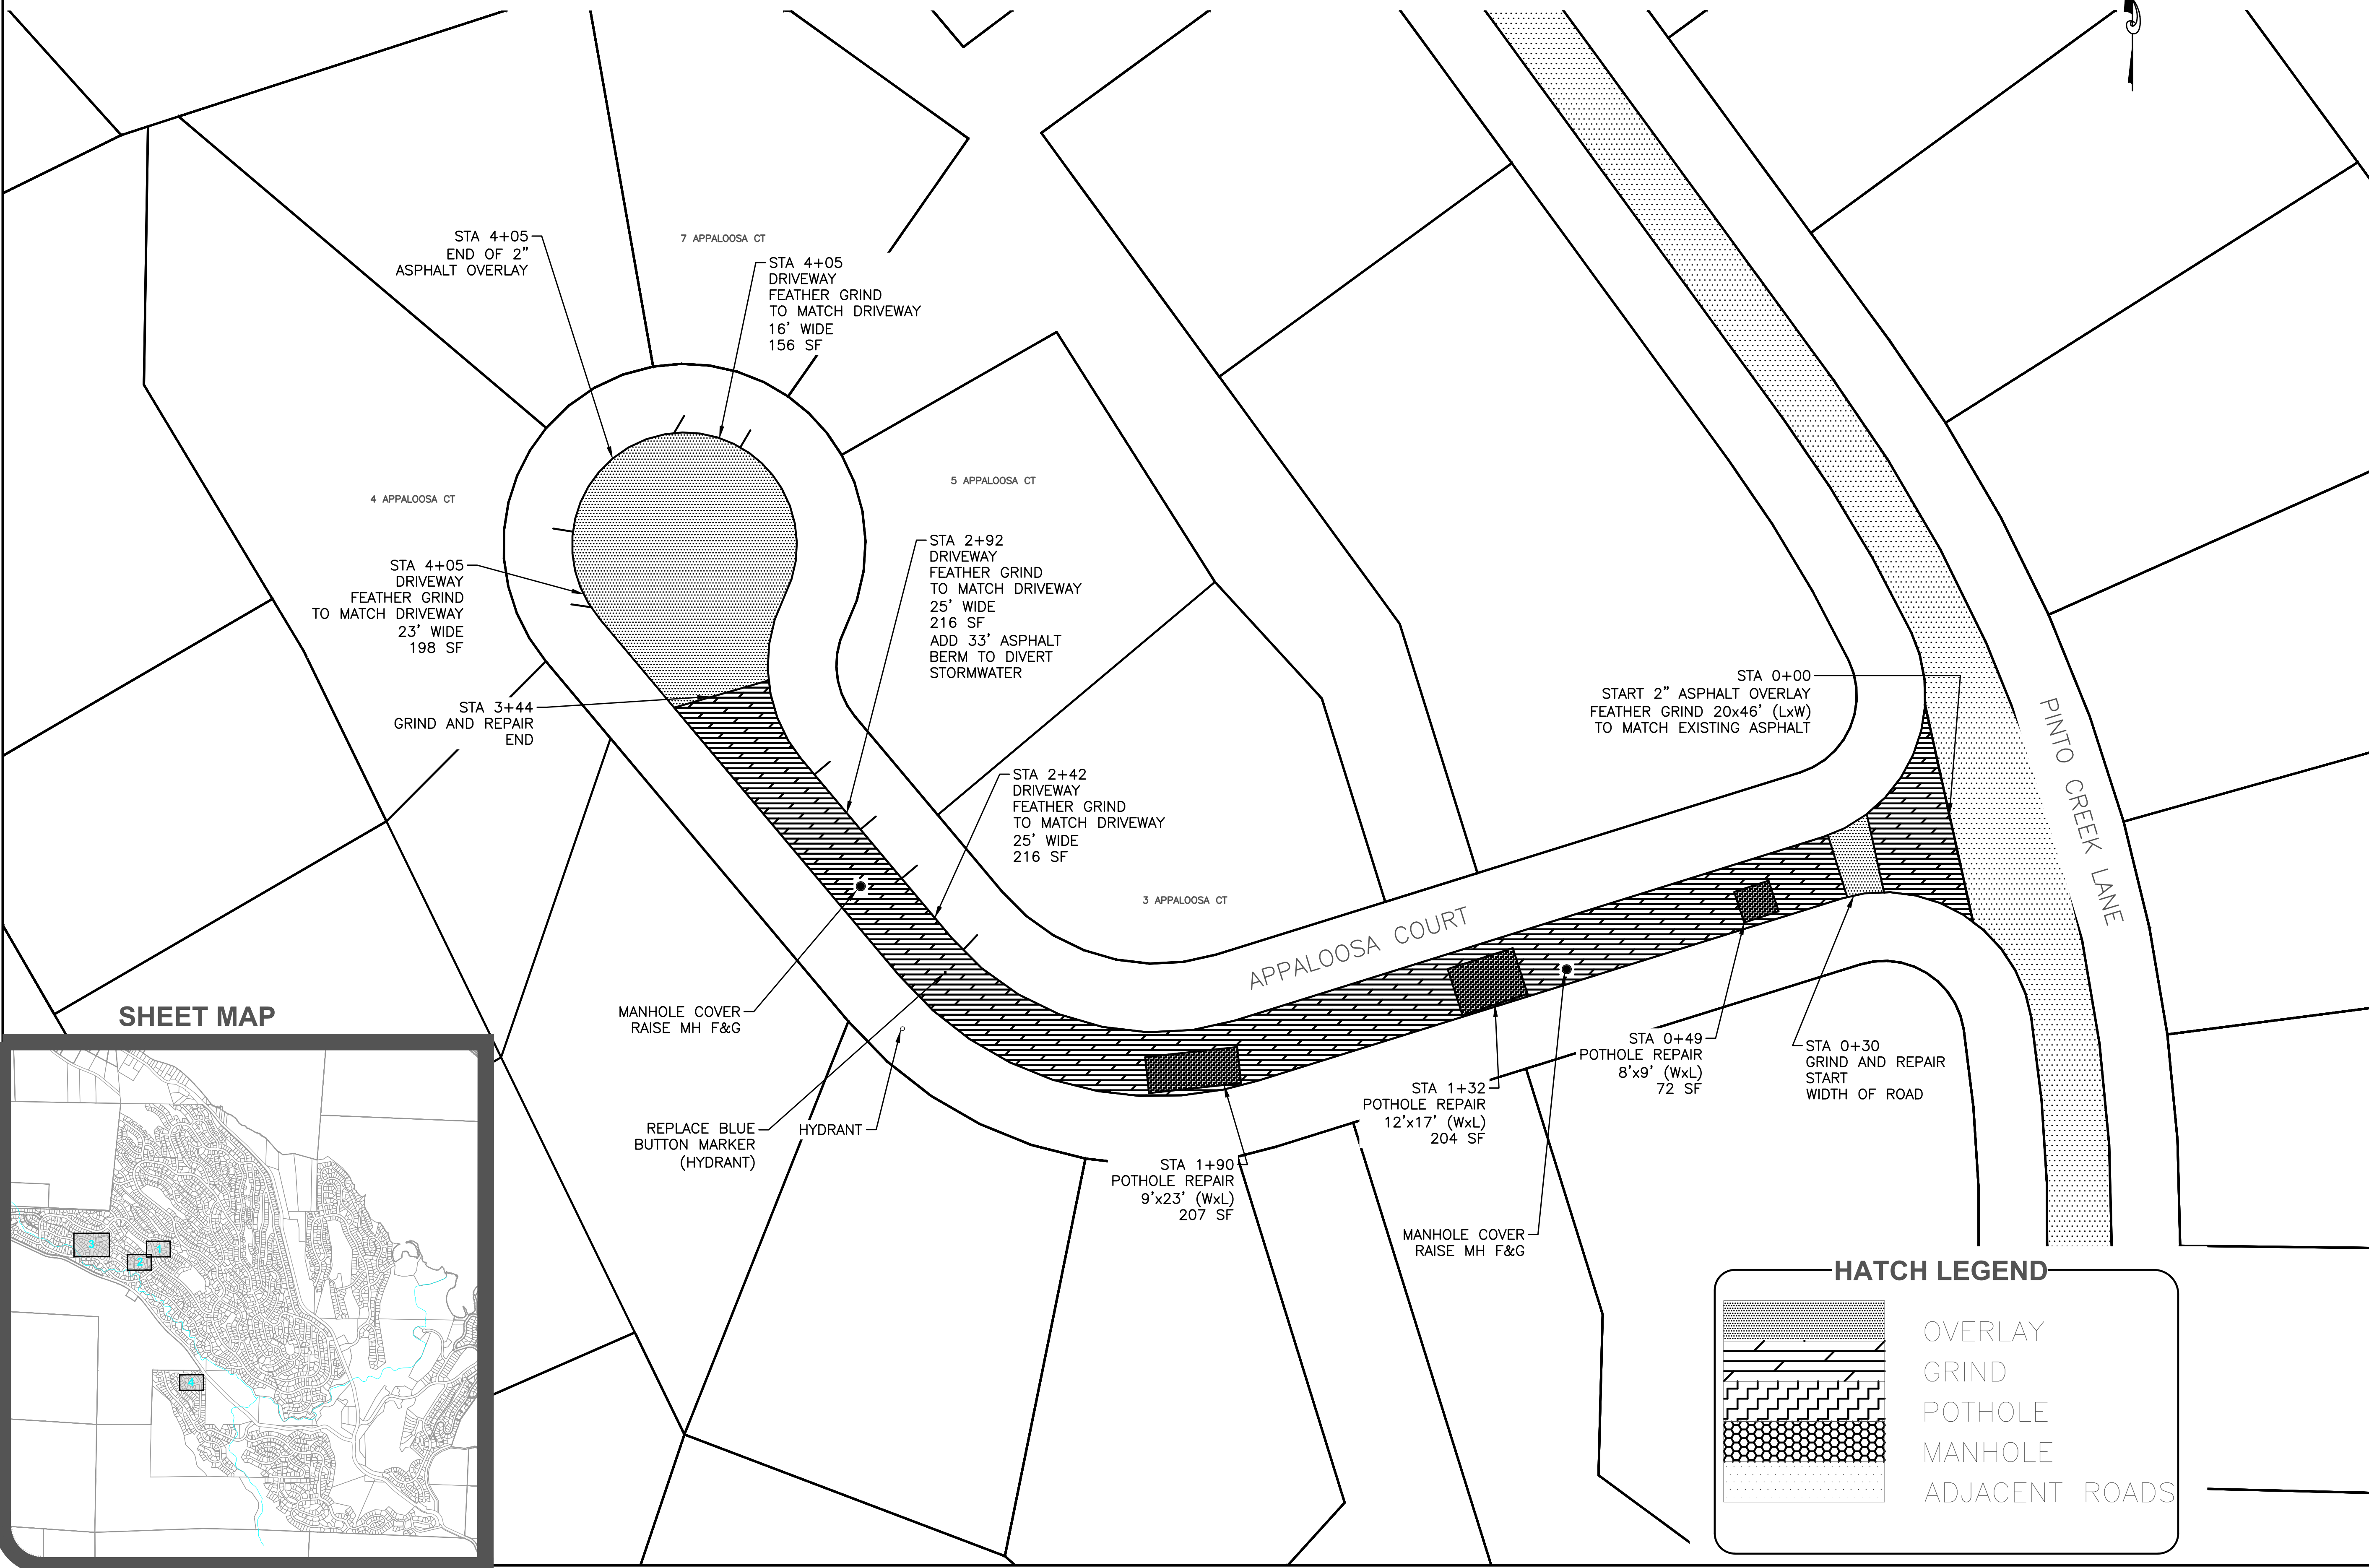 STA 4+05
END OF 2”
ASPHALT OVERLAY
7 APPALOOSA CT
STA 4+05
DRIVEWAY
FEATHER GRIND
TO MATCH DRIVEWAY
16' WIDE
156 SF
4 APPALOOSA CT
5 APPALOOSA CT
STA 4+05
DRIVEWAY
FEATHER GRIND
TO MATCH DRIVEWAY
23' WIDE
198 SF
STA 2+92
DRIVEWAY
FEATHER GRIND
TO MATCH DRIVEWAY
25' WIDE
216 SF
ADD 33' ASPHALT
BERM TO DIVERT
STORMWATER
STA 3+44
GRIND AND REPAIR
END
STA 0+00
START 2” ASPHALT OVERLAY
FEATHER GRIND 20x46' (LxW)
TO MATCH EXISTING ASPHALT
PINTO CREEK LANE
STA 2+42
DRIVEWAY
FEATHER GRIND
TO MATCH DRIVEWAY
25' WIDE
216 SF
3 APPALOOSA CT
APPALOOSA COURT
MANHOLE COVER
RAISE MH F&G
REPLACE BLUE
BUTTON MARKER
(HYDRANT)
HYDRANT
STA 1+90
POTHOLE REPAIR
9'x23' (WxL)
207 SF
STA 1+32
POTHOLE REPAIR
12'x17' (WxL)
204 SF
MANHOLE COVER
RAISE MH F&G
STA 0+49
POTHOLE REPAIR
8'x9' (WxL)
72 SF
STA 0+30
GRIND AND REPAIR
START
WIDTH OF ROAD
SHEET MAP
3
1
2
4
HATCH LEGEND
OVERLAY
GRIND
POTHOLE
MANHOLE
ADJACENT ROADS